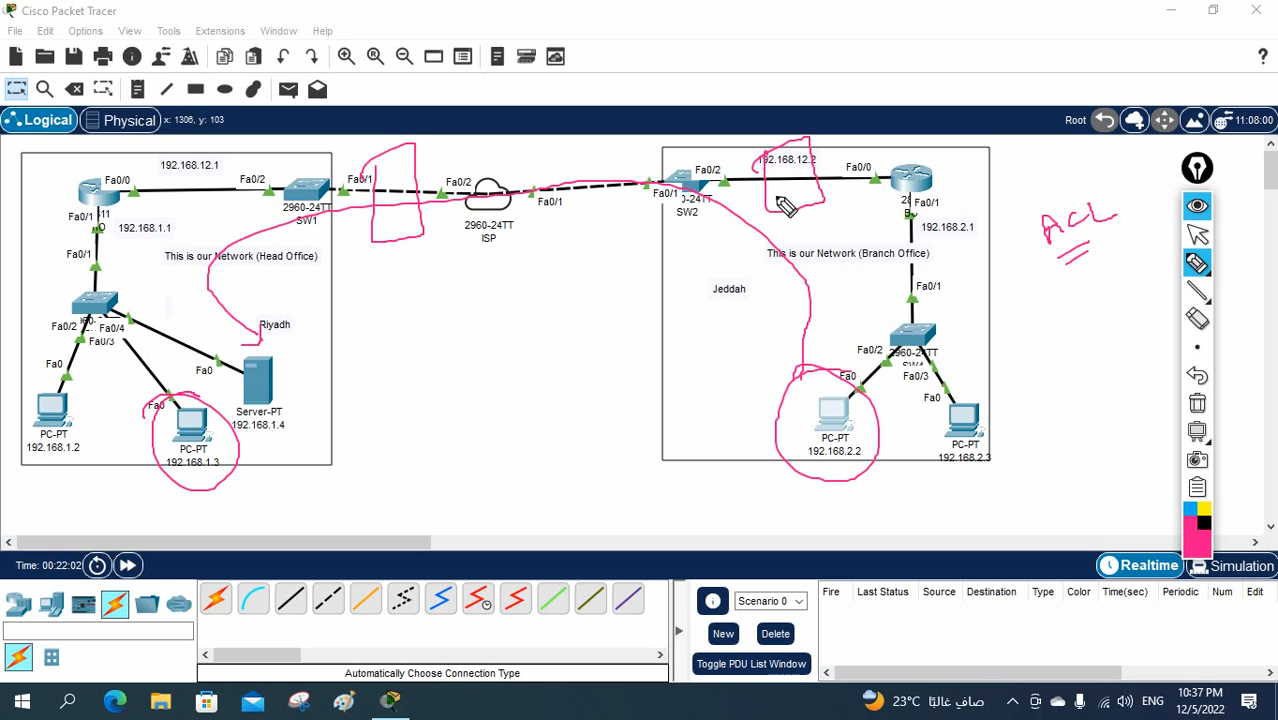 Cisco Packet Tracer
File Edit Options View Tools Extensions Window Help
Logical
Physical
x: 1306, y: 103
Root
11:08:00
192.168.12.1
Fa0/0
Fa0/2
Fa0/1
Fa0/2
Fa0/1
2960-24TT
SW1
2960-24TT
ISP
Fa0/1
192.168.1.1
Fa0/1
This is our Network (Head Office)
Riyadh
Fa0/2
Fa0/4
Fa0/3
Fa0
Fa0
Fa0
PC-PT
192.168.1.2
PC-PT
192.168.1.3
Server-PT
192.168.1.4
192.168.12.2
Fa0/2
Fa0/0
Fa0/1
SW2
Fa0/1
192.168.2.1
This is our Network (Branch Office)
Jeddah
Fa0/1
2960-24TT
Fa0/2
Fa0/3
Fa0
Fa0
PC-PT
192.168.2.2
PC-PT
192.168.2.3
ACL
Time: 00:22:02
Realtime
Simulation
Scenario 0
New
Delete
Toggle PDU List Window
Fire Last Status Source Destination Type Color Time(sec) Periodic Num Edit
Automatically Choose Connection Type
23°C صافٍ غالبًا
ENG
10:37 PM
12/5/2022